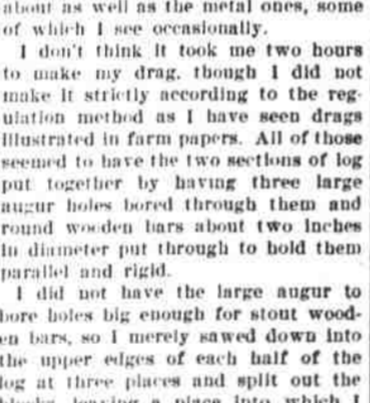 about as well as the metal ones, some
of which I see occasionally.
I don't think it took me two hours
to make my drag, though I did not
make it strictly according to the reg-
ulation method as I have seen drags
illustrated in farm papers. All of those
seemed to have the two sections of log
put together by having three large
augur holes bored through them and
round wooden bars about two inches
in diameter put through to hold them
parallel and rigid.
I did not have the large augur to
bore holes big enough for stout wood-
en bars, so I merely sawed down into
the upper edges of each half of the
log at three places and split out the
blocks, leaving a place into which I